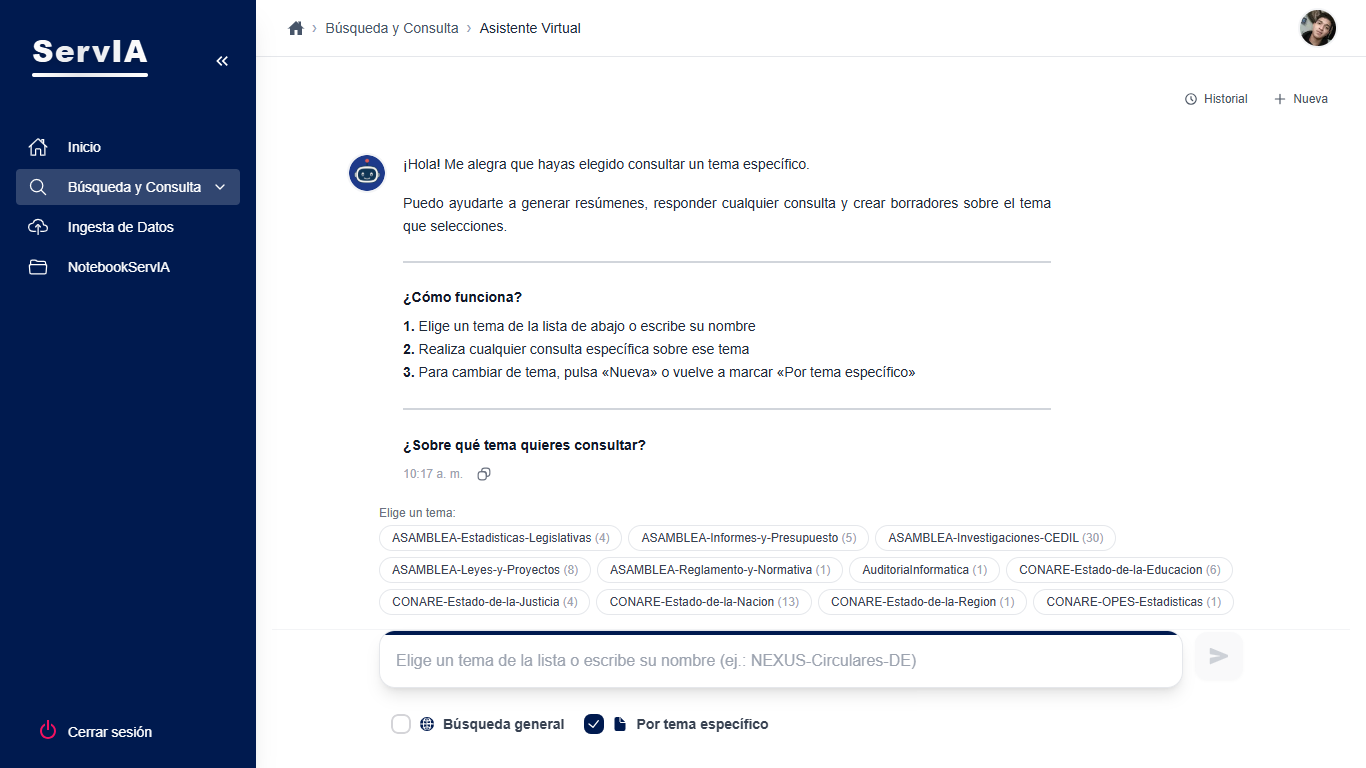 ServIA
Inicio
Búsqueda y Consulta
Ingesta de Datos
NotebookServIA
Cerrar sesión
Búsqueda y Consulta › Asistente Virtual
Historial
Nueva
¡Hola! Me alegra que hayas elegido consultar un tema específico.
Puedo ayudarte a generar resúmenes, responder cualquier consulta y crear borradores sobre el tema
que selecciones.
¿Cómo funciona?
1. Elige un tema de la lista de abajo o escribe su nombre
2. Realiza cualquier consulta específica sobre ese tema
3. Para cambiar de tema, pulsa «Nueva» o vuelve a marcar «Por tema específico»
¿Sobre qué tema quieres consultar?
10:17 a. m.
Elige un tema:
ASAMBLEA-Estadisticas-Legislativas (4) ASAMBLEA-Informes-y-Presupuesto (5) ASAMBLEA-Investigaciones-CEDIL (30)
ASAMBLEA-Leyes-y-Proyectos (8) ASAMBLEA-Reglamento-y-Normativa (1) AuditoriaInformatica (1) CONARE-Estado-de-la-Educacion (6)
CONARE-Estado-de-la-Justicia (4) CONARE-Estado-de-la-Nacion (13) CONARE-Estado-de-la-Region (1) CONARE-OPES-Estadisticas (1)
Elige un tema de la lista o escribe su nombre (ej.: NEXUS-Circulares-DE)
Búsqueda general Por tema específico